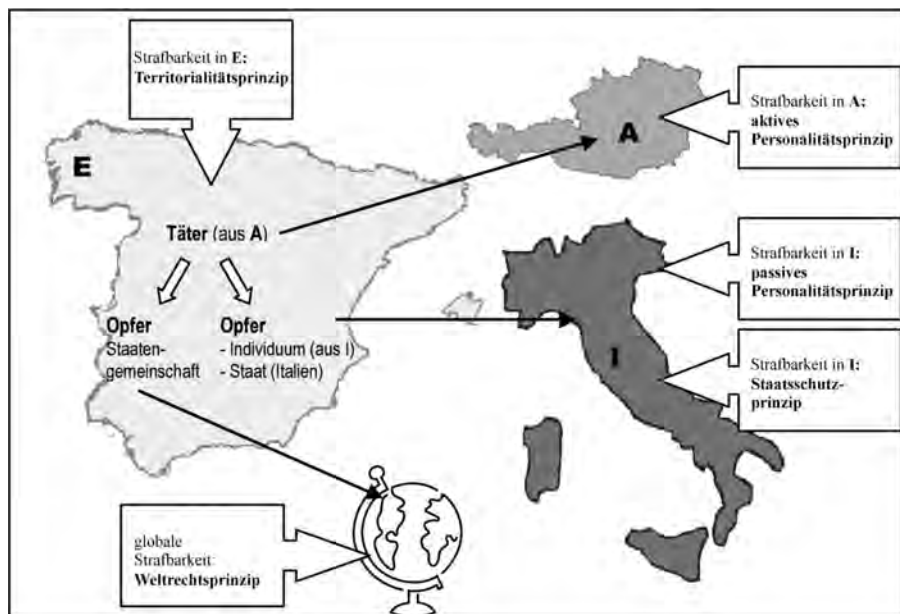 Strafbarkeit in E:
Territorialitätsprinzip
E
A
Strafbarkeit in A:
aktives
Personalitätsprinzip
Täter (aus A)
Strafbarkeit in I:
passives
Personalitätsprinzip
Opfer
Staaten-
gemeinschaft
Opfer
- Individuum (aus I)
- Staat (Italien)
I
Strafbarkeit in I:
Staatsschutz-
prinzip
globale
Strafbarkeit
Weltrechtsprinzip